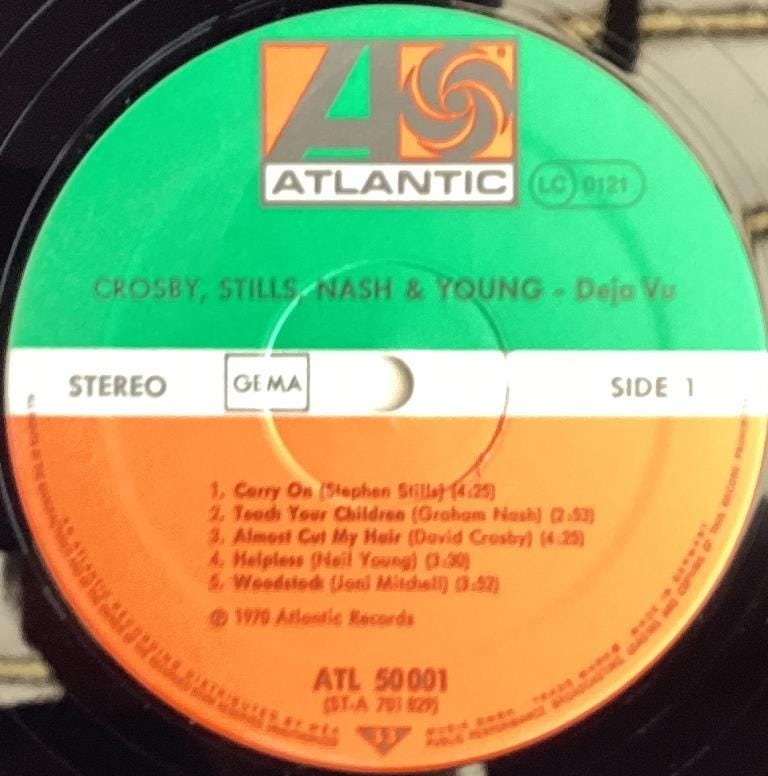 ATLANTIC
LC 0121
CROSBY, STILLS, NASH & YOUNG - Deja Vu
STEREO GEMA SIDE 1
1. Carry On (Stephen Stills) (4:25)
2. Teach Your Children (Graham Nash) (2:53)
3. Almost Cut My Hair (David Crosby) (4:25)
4. Helpless (Neil Young) (3:30)
5. Woodstock (Joni Mitchell) (3:52)
℗ 1970 Atlantic Records
ATL 50 001
(ST-A 701 829)